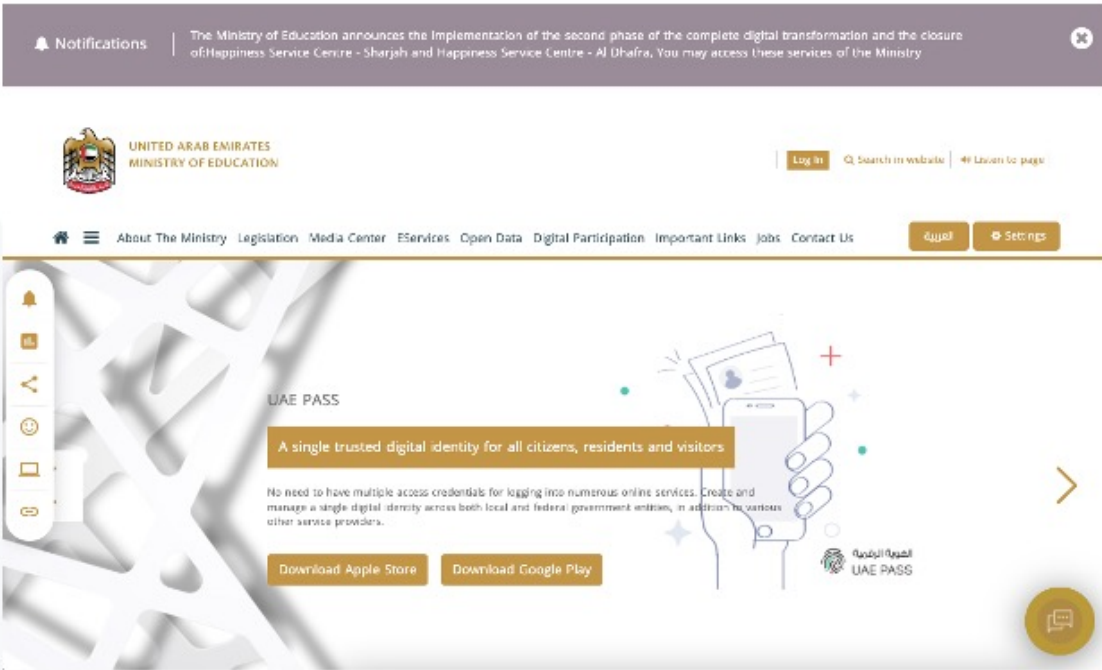 Notifications
The Ministry of Education announces the Implementation of the second phase of the complete digital transformation and the closure
of:Happiness Service Centre - Sharjah and Happiness Service Centre - Al Dhafra, You may access these services of the Ministry
UNITED ARAB EMIRATES
MINISTRY OF EDUCATION
Log In
Search in website
Listen to page
About The Ministry Legislation Media Center EServices Open Data Digital Participation Important Links Jobs Contact Us
العربية
Settings
UAE PASS
A single trusted digital identity for all citizens, residents and visitors
No need to have multiple access credentials for logging into numerous online services. Create and
manage a single digital identity across both local and federal government entities, in addition to various
other service providers.
Download Apple Store
Download Google Play
الهوية الرقمية
UAE PASS